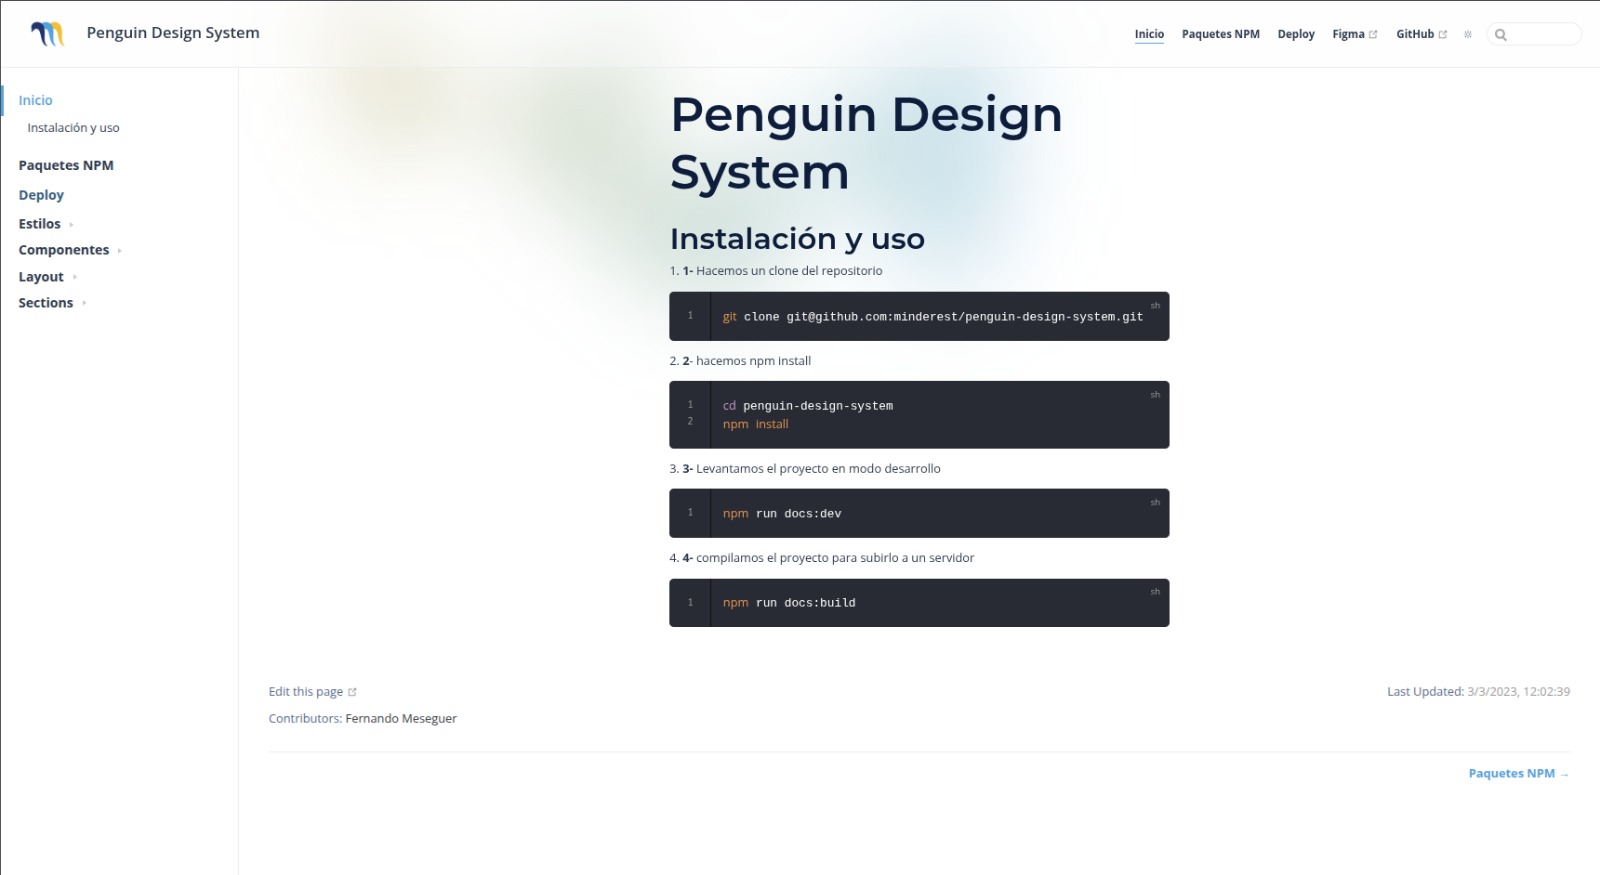 Penguin Design System
Inicio Paquetes NPM Deploy Figma GitHub
Inicio
Instalación y uso
Paquetes NPM
Deploy
Estilos
Componentes
Layout
Sections
Penguin Design
System
Instalación y uso
1. 1- Hacemos un clone del repositorio
sh
1 git clone git@github.com:minderest/penguin-design-system.git
2. 2- hacemos npm install
sh
1 cd penguin-design-system
2 npm install
3. 3- Levantamos el proyecto en modo desarrollo
sh
1 npm run docs:dev
4. 4- compilamos el proyecto para subirlo a un servidor
sh
1 npm run docs:build
Edit this page
Last Updated: 3/3/2023, 12:02:39
Contributors: Fernando Meseguer
Paquetes NPM →